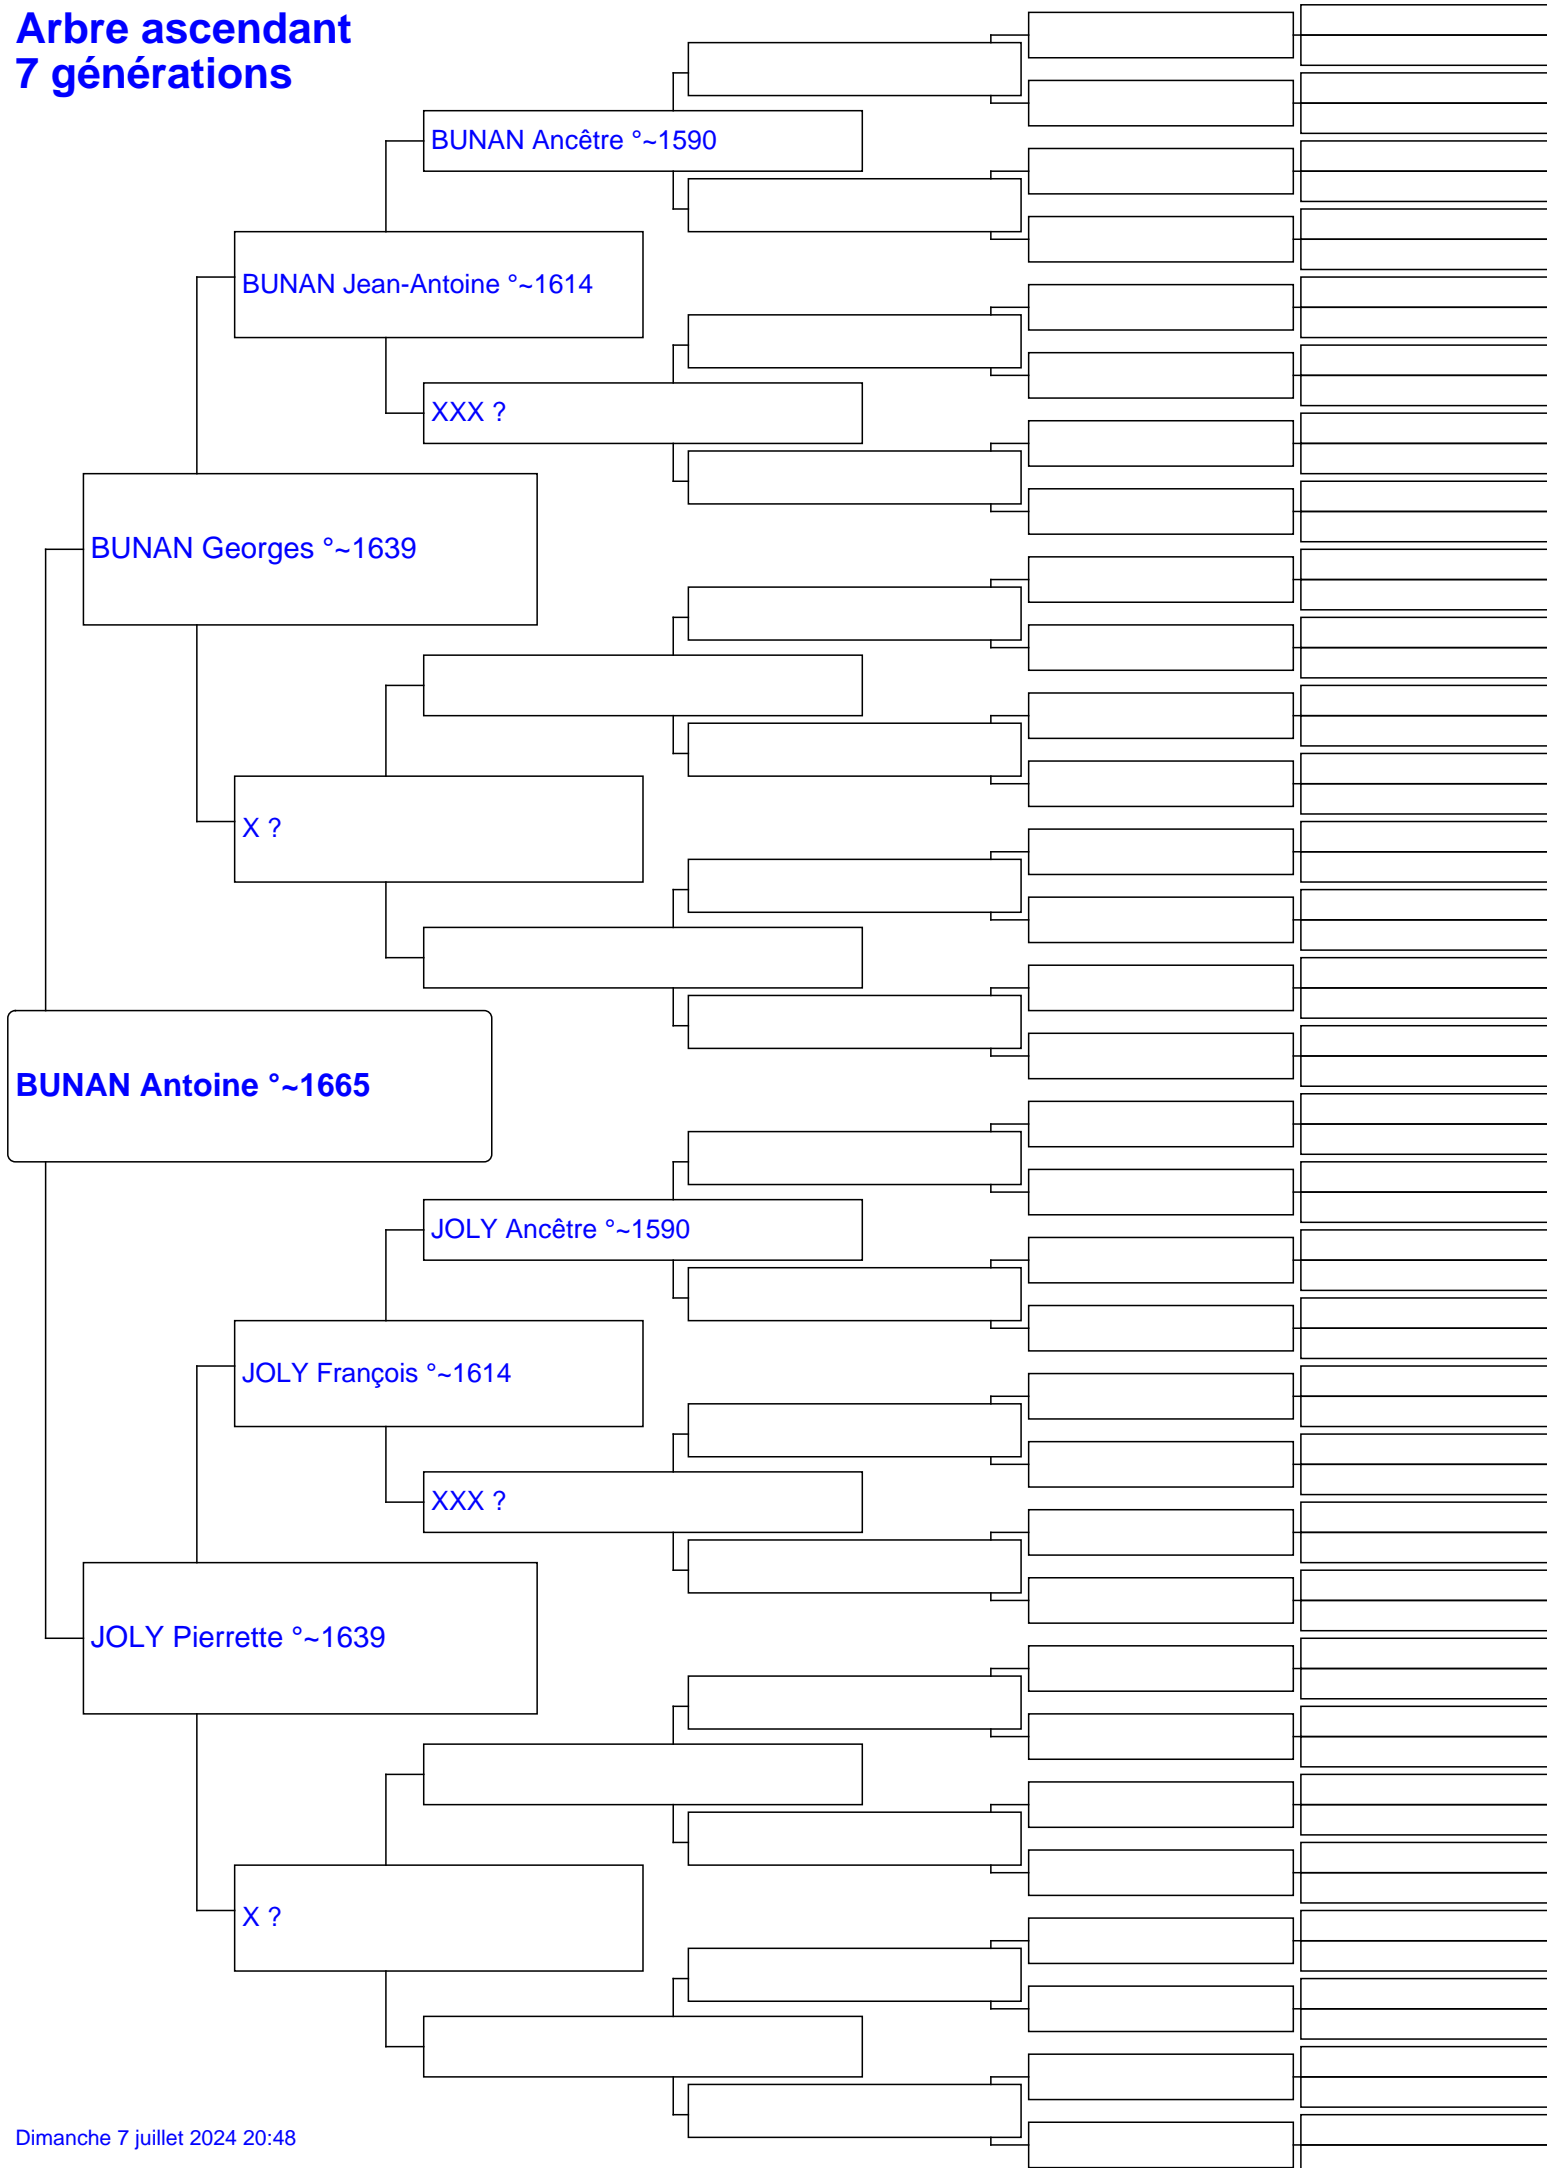 Arbre ascendant
7 générations
BUNAN Ancêtre °~1590
BUNAN Jean-Antoine °~1614
XXX ?
BUNAN Georges °~1639
X ?
BUNAN Antoine °~1665
JOLY Ancêtre °~1590
JOLY François °~1614
XXX ?
JOLY Pierrette °~1639
X ?
Dimanche 7 juillet 2024 20:48